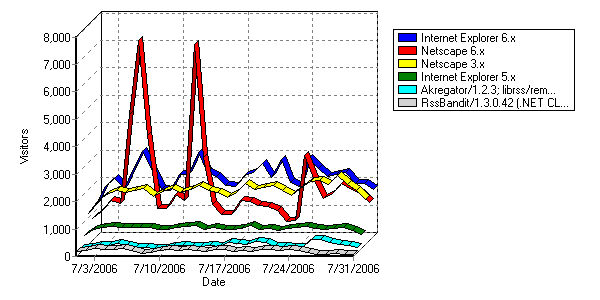 8,000
7,000
6,000
5,000
4,000
3,000
2,000
1,000
0
Visitors
7/3/2006 7/10/2006 7/17/2006 7/24/2006 7/31/2006
Date
Internet Explorer 6.x
Netscape 6.x
Netscape 3.x
Internet Explorer 5.x
Akregator/1.2.3; librss/rem...
RssBandit/1.3.0.42 (.NET CL...